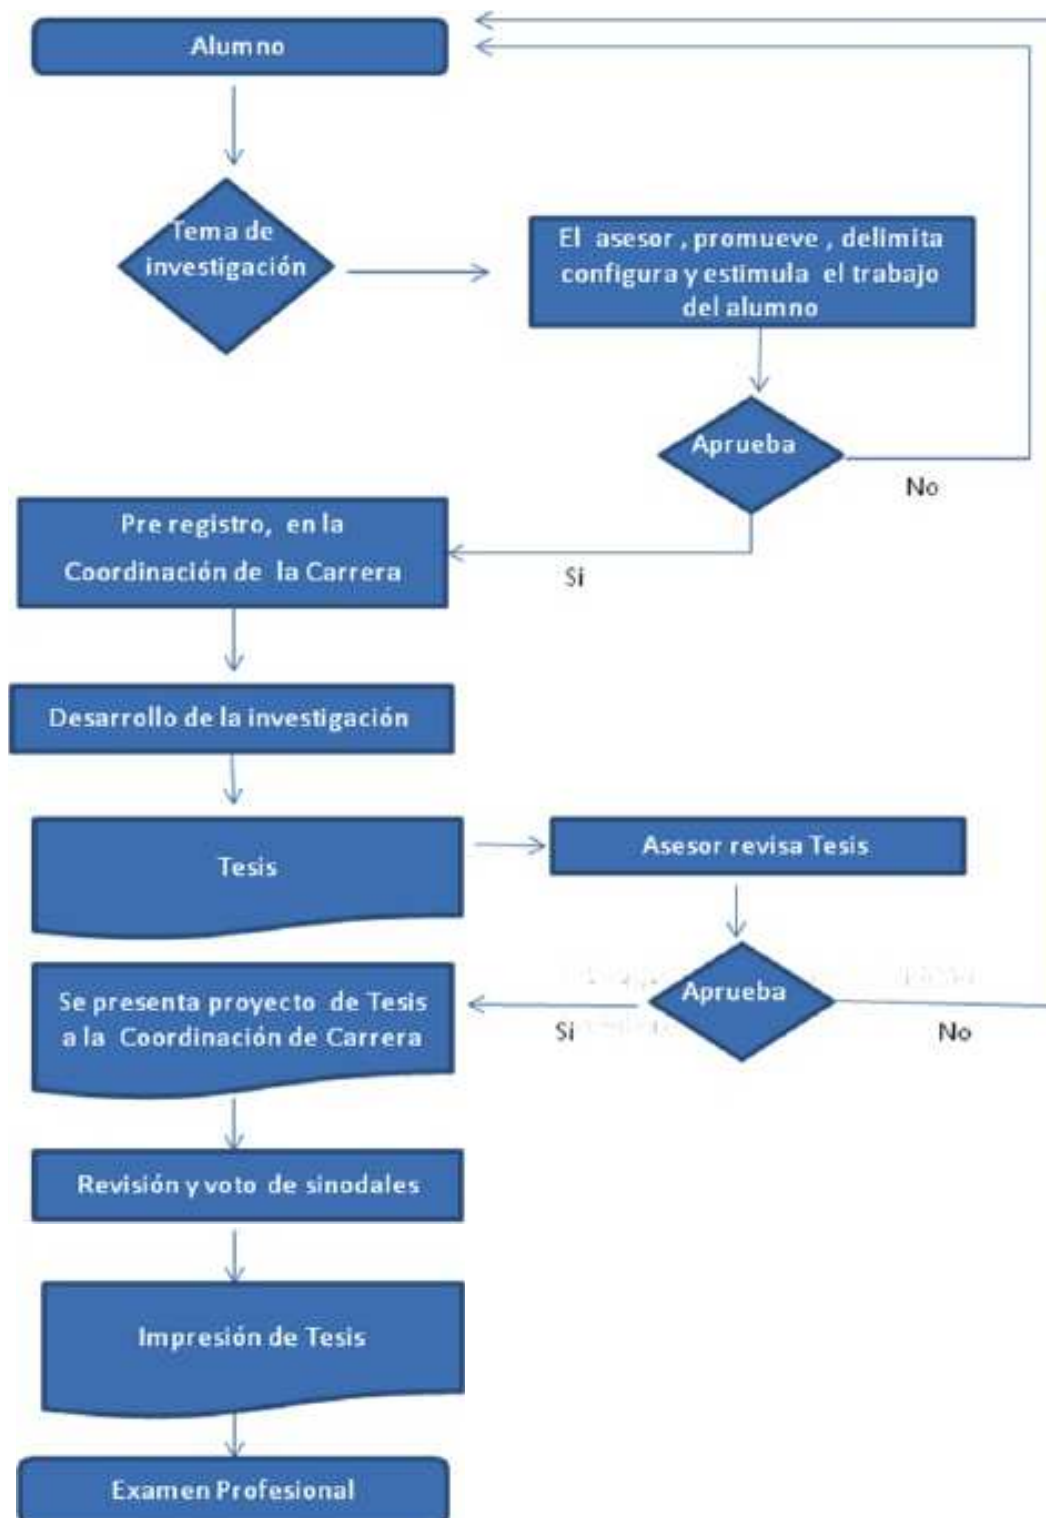 Alumno
Tema de
investigación
El asesor , promueve , delimita
configura y estimula el trabajo
del alumno
Aprueba
No
Si
Pre registro, en la
Coordinación de la Carrera
Desarrollo de la investigación
Tesis
Asesor revisa Tesis
Aprueba
Si
No
Se presenta proyecto de Tesis
a la Coordinación de Carrera
Revisión y voto de sinodales
Impresión de Tesis
Examen Profesional